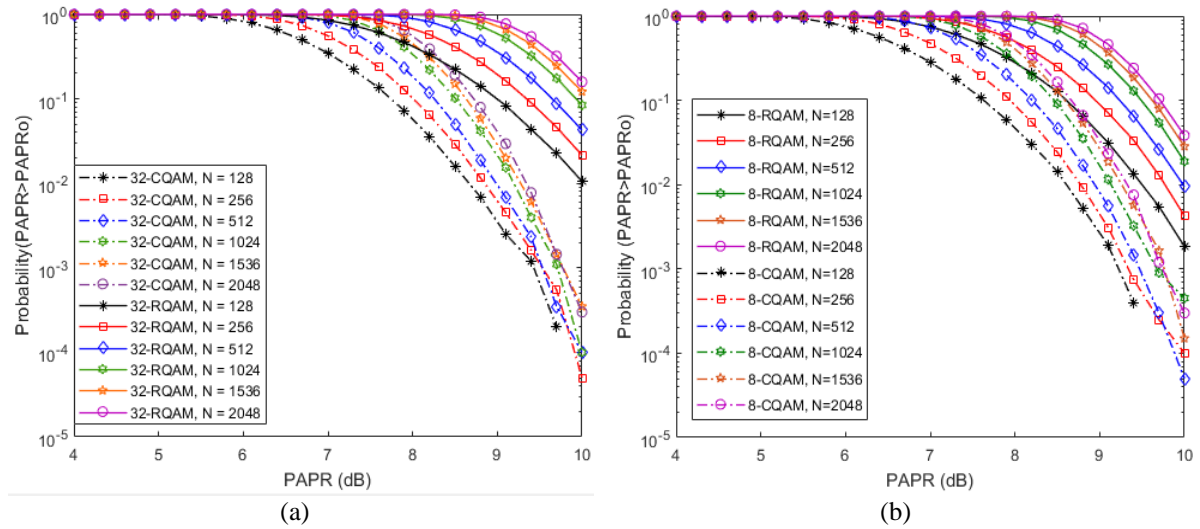 10^0
10^-1
10^-2
10^-3
10^-4
10^-5
Probability(PAPR>PAPRo)
32-CQAM, N = 128
32-CQAM, N = 256
32-CQAM, N = 512
32-CQAM, N = 1024
32-CQAM, N = 1536
32-CQAM, N = 2048
32-RQAM, N = 128
32-RQAM, N = 256
32-RQAM, N = 512
32-RQAM, N = 1024
32-RQAM, N = 1536
32-RQAM, N = 2048
4 5 6 7 8 9 10
PAPR (dB)
(a)
10^0
10^-1
10^-2
10^-3
10^-4
10^-5
Probability (PAPR>PAPRo)
8-RQAM, N=128
8-RQAM, N=256
8-RQAM, N=512
8-RQAM, N=1024
8-RQAM, N=1536
8-RQAM, N=2048
8-CQAM, N=128
8-CQAM, N=256
8-CQAM, N=512
8-CQAM, N=1024
8-CQAM, N=1536
8-CQAM, N=2048
4 5 6 7 8 9 10
PAPR (dB)
(b)